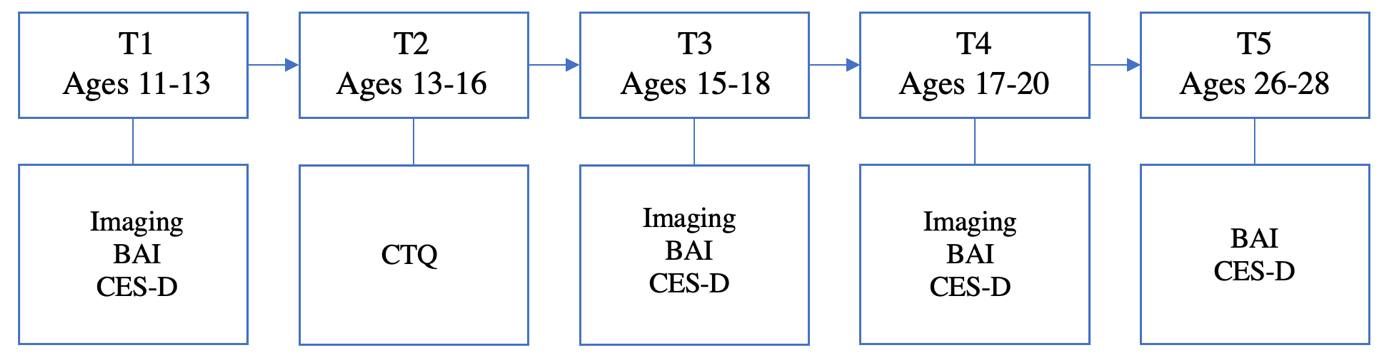 T1
Ages 11-13
T2
Ages 13-16
T3
Ages 15-18
T4
Ages 17-20
T5
Ages 26-28
Imaging
BAI
CES-D
CTQ
Imaging
BAI
CES-D
Imaging
BAI
CES-D
BAI
CES-D